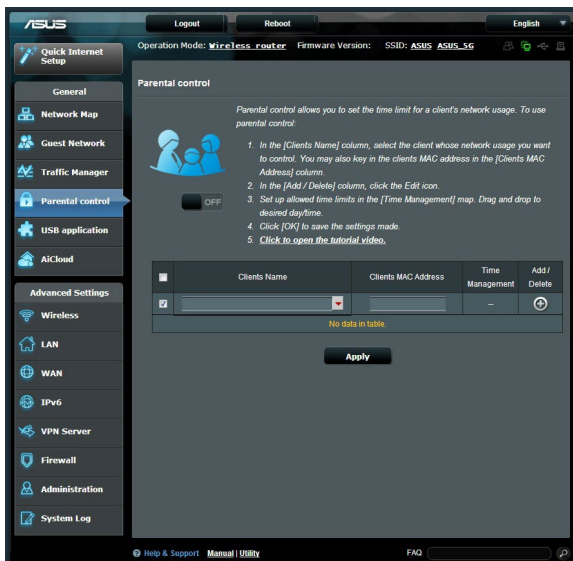 ASUS
Logout
Reboot
English
Quick Internet
Setup
Operation Mode: Wireless router Firmware Version: SSID: ASUS ASUS_5G
General
Network Map
Guest Network
Traffic Manager
Parental control
USB application
AiCloud
Advanced Settings
Wireless
LAN
WAN
IPv6
VPN Server
Firewall
Administration
System Log
Parental control
Parental control allows you to set the time limit for a client's network usage. To use
parental control:
1. In the [Clients Name] column, select the client whose network usage you want
to control. You may also key in the clients MAC address in the [Clients MAC
Address] column.
2. In the [Add / Delete] column, click the Edit icon.
3. Set up allowed time limits in the [Time Management] map. Drag and drop to
desired day/time.
4. Click [OK] to save the settings made.
5. Click to open the tutorial video.
OFF
Clients Name
Clients MAC Address
Time
Management
Add /
Delete
--
No data in table.
Apply
Help & Support Manual | Utility
FAQ